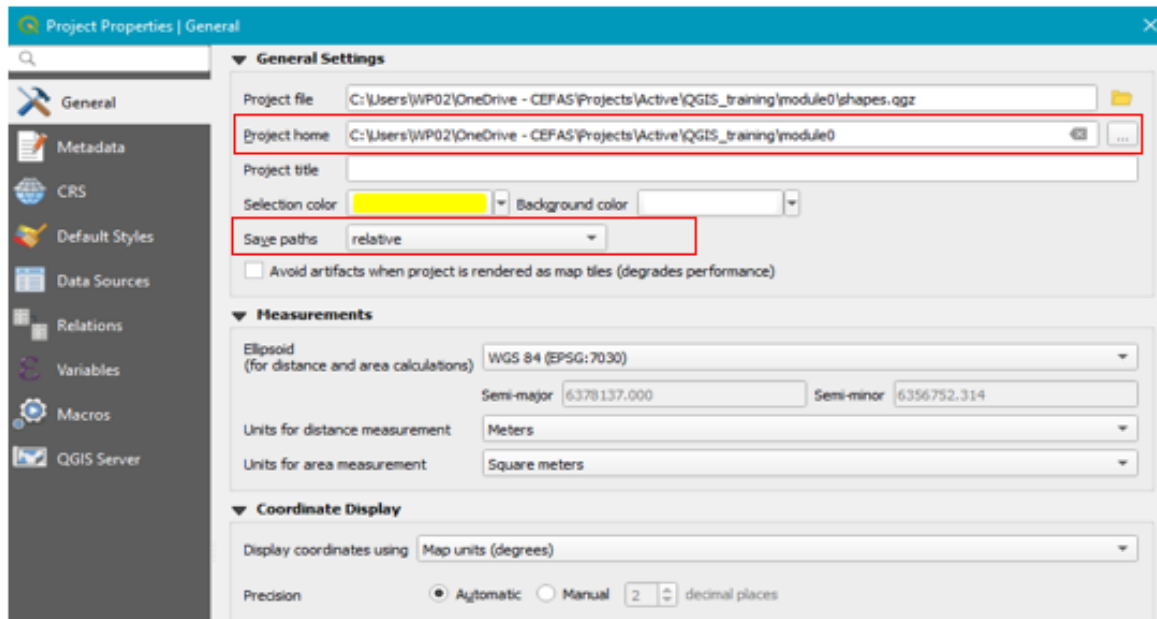 Project Properties | General
General
Metadata
CRS
Default Styles
Data Sources
Relations
Variables
Macros
QGIS Server
General Settings
Project file C:\Users\WP02\OneDrive - CEFAS\Projects\Active\QGIS_training\module0\shapes.qgz
Project home C:\Users\WP02\OneDrive - CEFAS\Projects\Active\QGIS_training\module0 ...
Project title
Selection color Background color
Save paths relative
Avoid artifacts when project is rendered as map tiles (degrades performance)
Measurements
Ellipsoid
(for distance and area calculations) WGS 84 (EPSG:7030)
Semi-major 6378137.000 Semi-minor 6356752.314
Units for distance measurement Meters
Units for area measurement Square meters
Coordinate Display
Display coordinates using Map units (degrees)
Precision Automatic Manual 2 decimal places